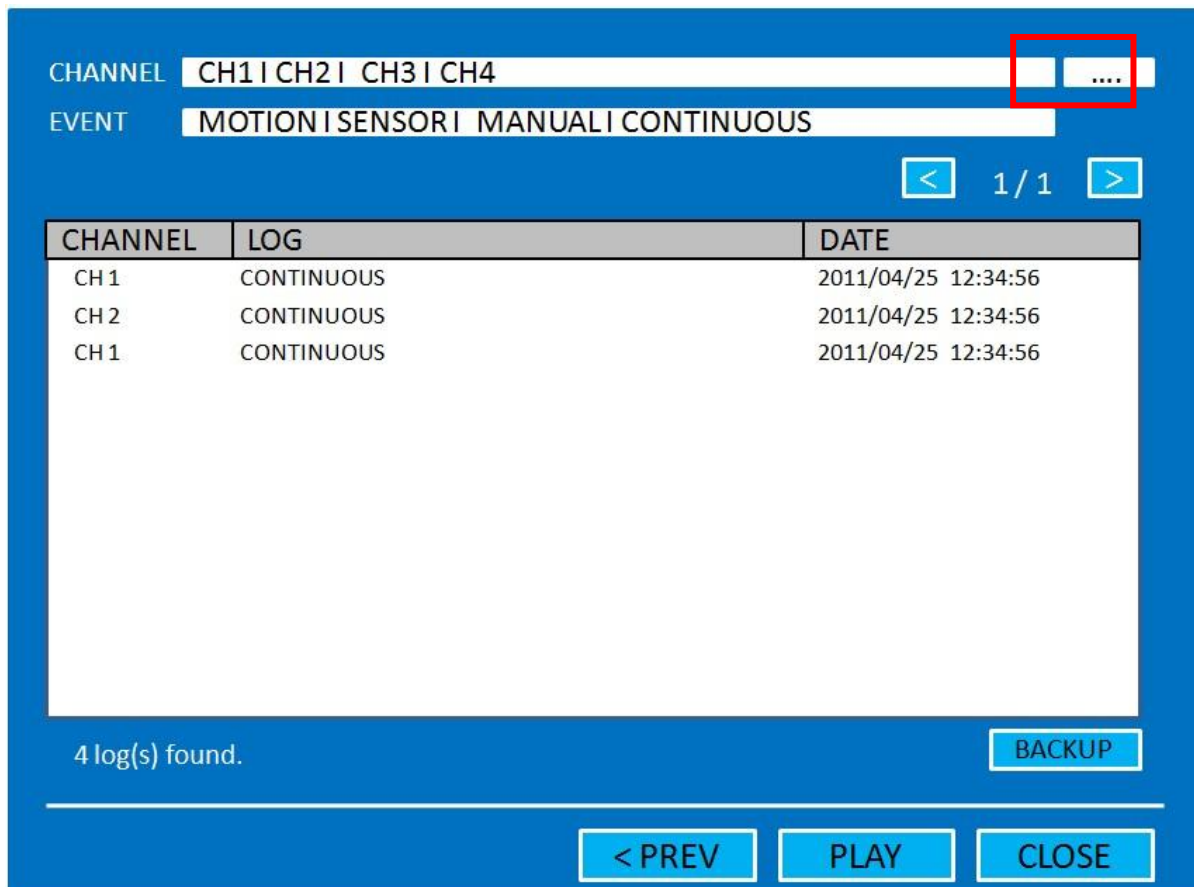 CHANNEL CH1 I CH2 I CH3 I CH4 ....
EVENT MOTION I SENSOR I MANUAL I CONTINUOUS
< 1 / 1 >
CHANNEL LOG DATE
CH 1 CONTINUOUS 2011/04/25 12:34:56
CH 2 CONTINUOUS 2011/04/25 12:34:56
CH 1 CONTINUOUS 2011/04/25 12:34:56
4 log(s) found. BACKUP
< PREV PLAY CLOSE